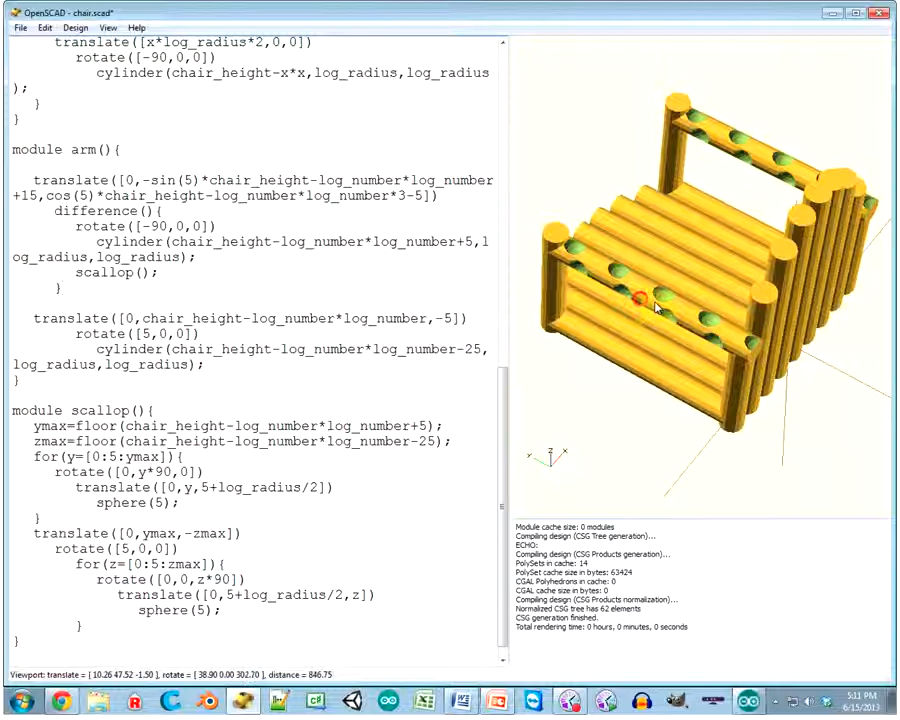 OpenSCAD - chair.scad*
File Edit Design View Help
translate([x*log_radius*2,0,0])
rotate([-90,0,0])
cylinder(chair_height-x*x,log_radius,log_radius
);
}
}
module arm(){
translate([0,-sin(5)*chair_height-log_number*log_number
+15,cos(5)*chair_height-log_number*log_number*3-5])
difference(){
rotate([-90,0,0])
cylinder(chair_height-log_number*log_number+5,l
og_radius,log_radius);
scallop();
}
translate([0,chair_height-log_number*log_number,-5])
rotate([5,0,0])
cylinder(chair_height-log_number*log_number-25,
log_radius,log_radius);
}
module scallop(){
ymax=floor(chair_height-log_number*log_number+5);
zmax=floor(chair_height-log_number*log_number-25);
for(y=[0:5:ymax]){
rotate([0,y*90,0])
translate([0,y,5+log_radius/2])
sphere(5);
}
translate([0,ymax,-zmax])
rotate([5,0,0])
for(z=[0:5:zmax]){
rotate([0,0,z*90])
translate([0,5+log_radius/2,z])
sphere(5);
}
}
y z x
Module cache size: 0 modules
Compiling design (CSG Tree generation)...
ECHO:
Compiling design (CSG Products generation)...
PolySets in cache: 14
PolySet cache size in bytes: 63424
CGAL Polyhedrons in cache: 0
CGAL cache size in bytes: 0
Compiling design (CSG Products normalization)...
Normalized CSG tree has 62 elements
CSG generation finished.
Total rendering time: 0 hours, 0 minutes, 0 seconds
Viewport: translate = [ 10.26 47.52 -1.50 ], rotate = [ 38.90 0.00 302.70 ], distance = 846.75
5:11 PM
6/15/2013